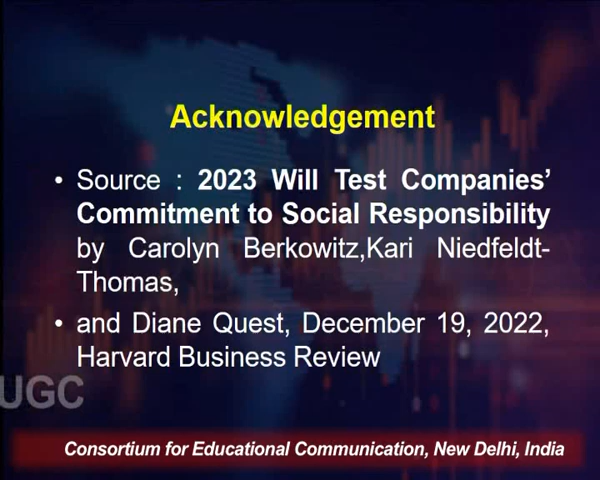 Acknowledgement
• Source : 2023 Will Test Companies'
Commitment to Social Responsibility
by Carolyn Berkowitz,Kari Niedfeldt-
Thomas,
• and Diane Quest, December 19, 2022,
Harvard Business Review
UGC
Consortium for Educational Communication, New Delhi, India